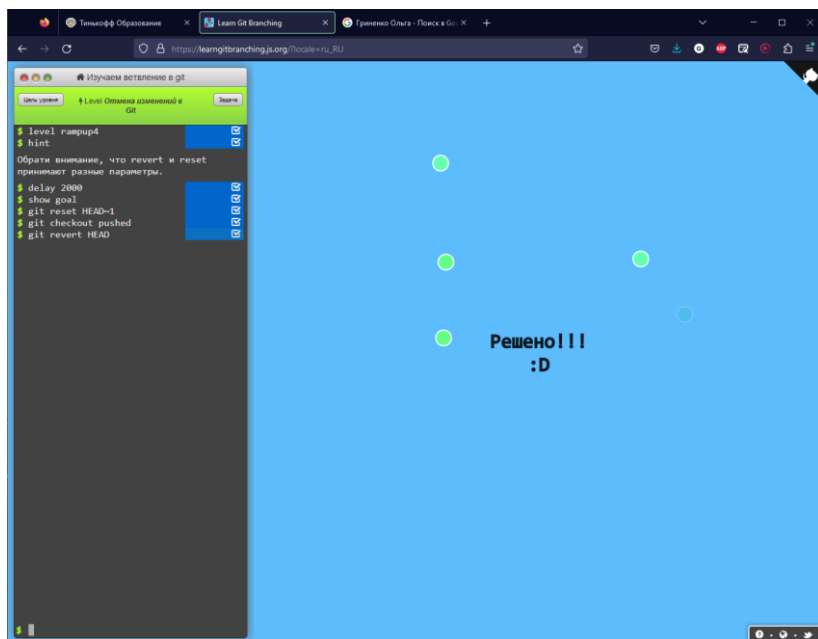 Тинькофф Образование
Learn Git Branching
Гриненко Ольга - Поиск в Go
https://learngitbranching.js.org/?locale=ru_RU
Изучаем ветвление в git
Цель уровня
Level Отмена изменений в
Git
Задача
$ level rampup4
$ hint
Обрати внимание, что revert и reset
принимают разные параметры.
$ delay 2000
$ show goal
$ git reset HEAD~1
$ git checkout pushed
$ git revert HEAD
Решено!!!
:D
$